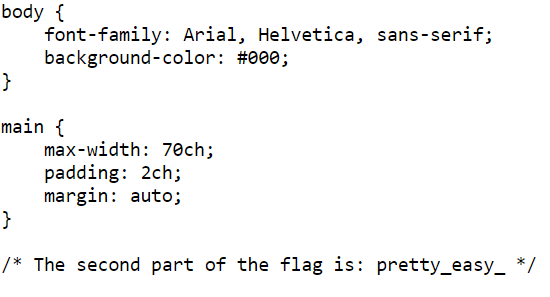 body {
    font-family: Arial, Helvetica, sans-serif;
    background-color: #000;
}

main {
    max-width: 70ch;
    padding: 2ch;
    margin: auto;
}

/* The second part of the flag is: pretty_easy_ */